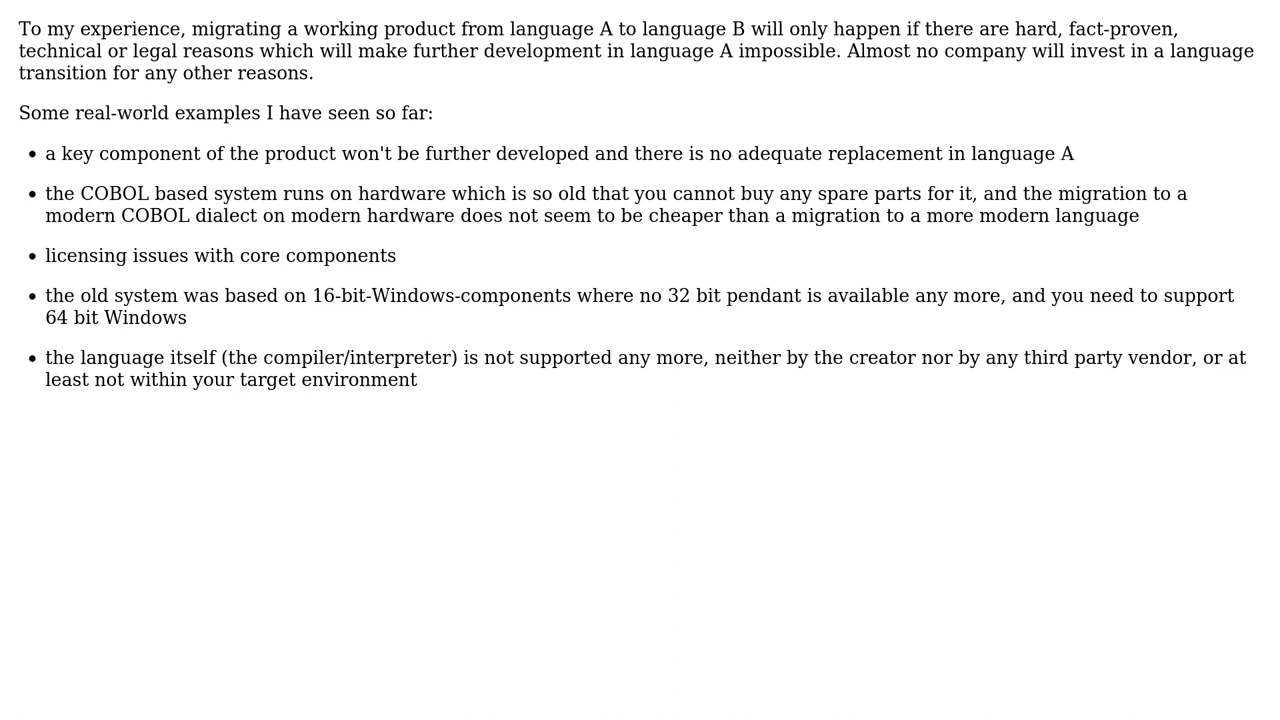 To my experience, migrating a working product from language A to language B will only happen if there are hard, fact-proven,
technical or legal reasons which will make further development in language A impossible. Almost no company will invest in a language
transition for any other reasons.
Some real-world examples I have seen so far:
• a key component of the product won't be further developed and there is no adequate replacement in language A
• the COBOL based system runs on hardware which is so old that you cannot buy any spare parts for it, and the migration to a
modern COBOL dialect on modern hardware does not seem to be cheaper than a migration to a more modern language
• licensing issues with core components
• the old system was based on 16-bit-Windows-components where no 32 bit pendant is available any more, and you need to support
64 bit Windows
• the language itself (the compiler/interpreter) is not supported any more, neither by the creator nor by any third party vendor, or at
least not within your target environment